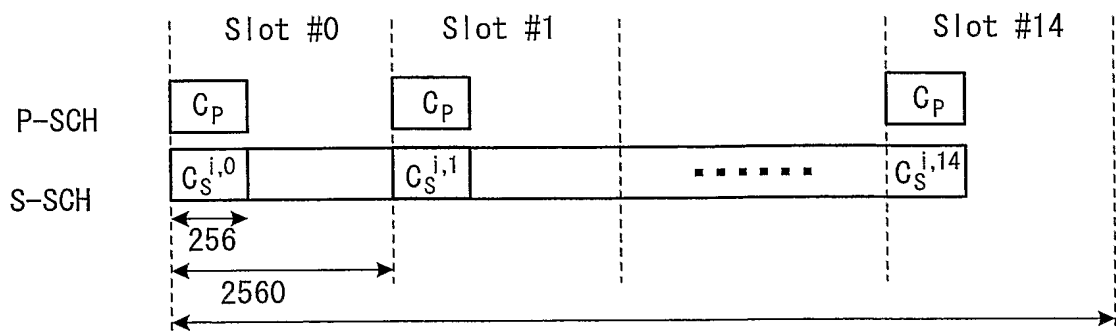 Slot #0 Slot #1 Slot #14
P-SCH C_P C_P C_P
S-SCH C_S^{i,0} C_S^{i,1} ...... C_S^{i,14}
256
2560